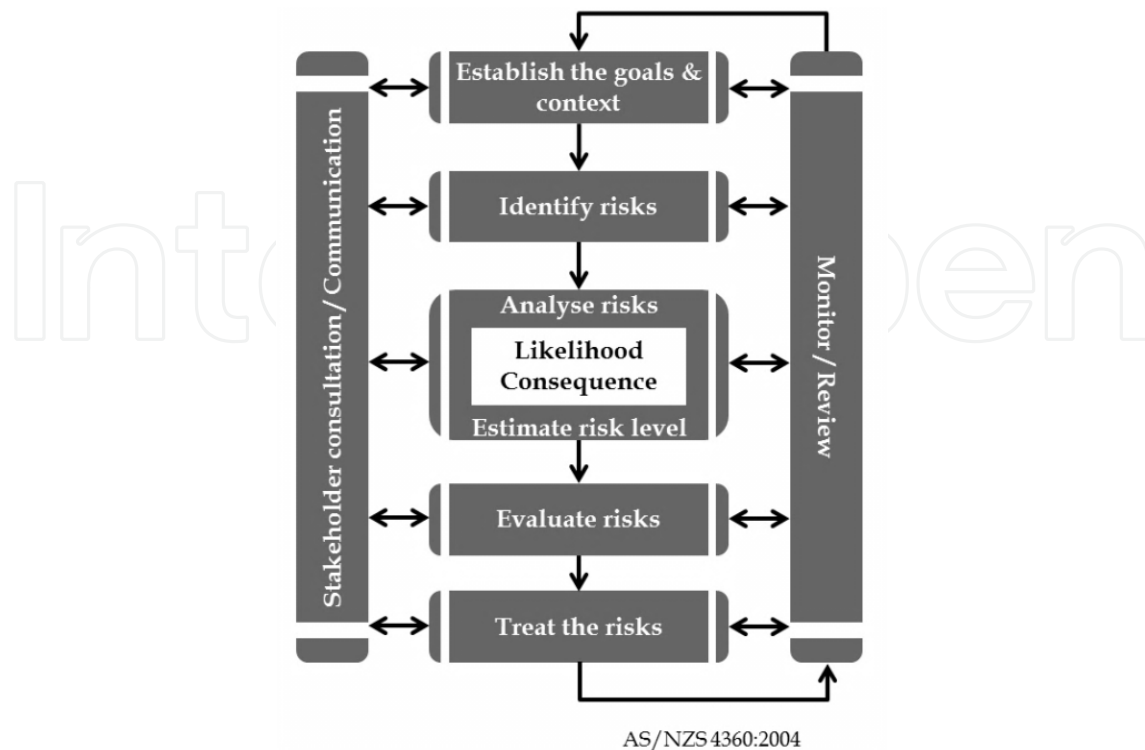 Establish the goals &
context
Identify risks
Analyse risks
Likelihood
Consequence
Estimate risk level
Evaluate risks
Treat the risks
Stakeholder consultation/Communication
Monitor / Review
AS/NZS 4360:2004